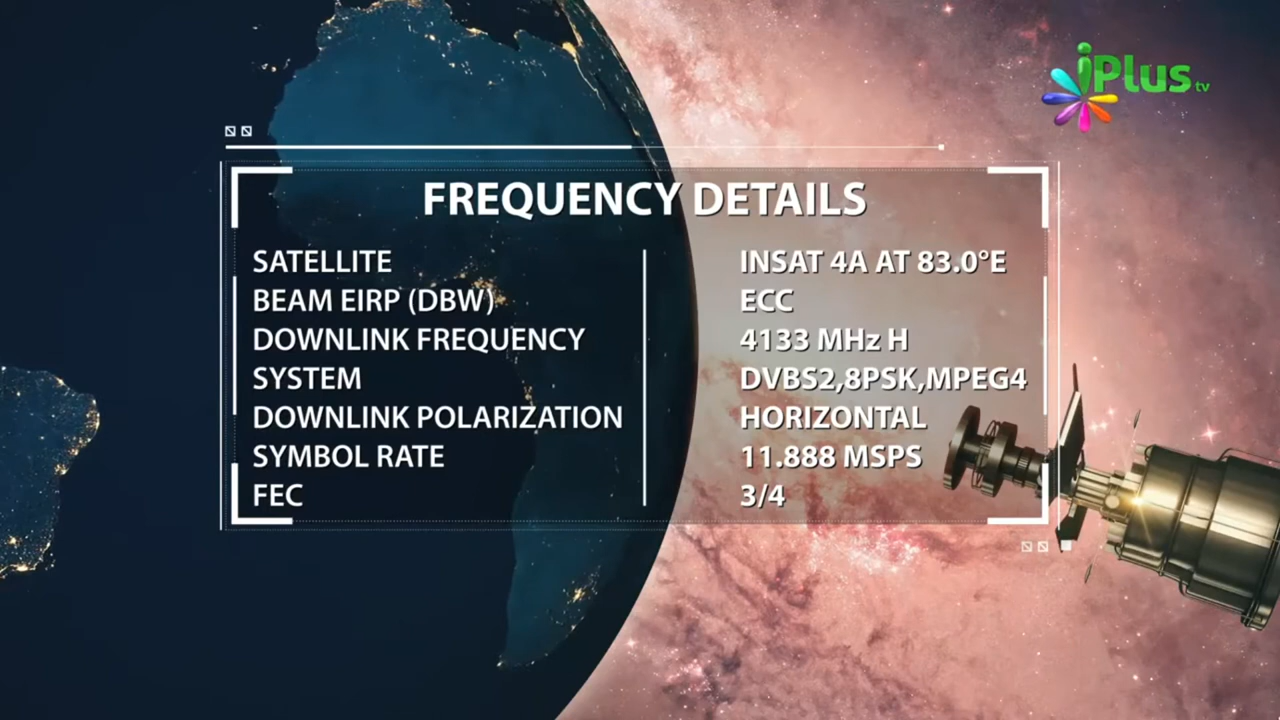 iPlus tv
FREQUENCY DETAILS
SATELLITE INSAT 4A AT 83.0°E
BEAM EIRP (DBW) ECC
DOWNLINK FREQUENCY 4133 MHz H
SYSTEM DVBS2,8PSK,MPEG4
DOWNLINK POLARIZATION HORIZONTAL
SYMBOL RATE 11.888 MSPS
FEC 3/4